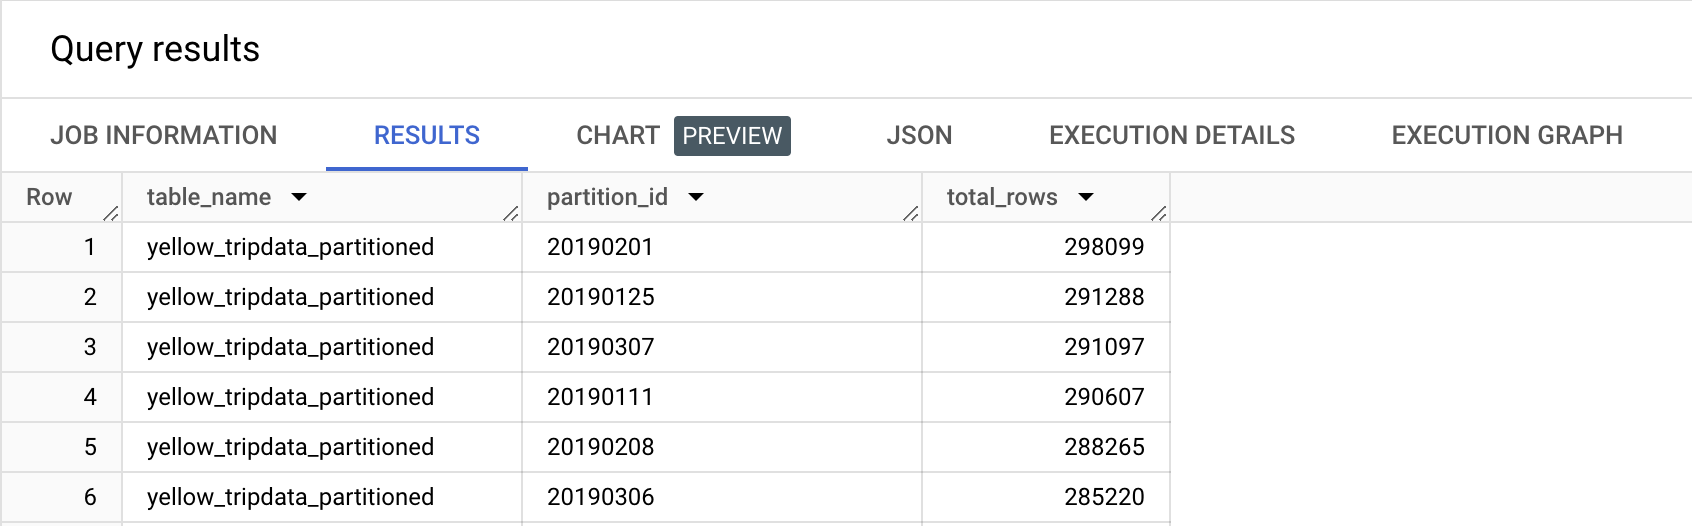 Query results
JOB INFORMATION RESULTS CHART PREVIEW JSON EXECUTION DETAILS EXECUTION GRAPH
Row table_name partition_id total_rows
1 yellow_tripdata_partitioned 20190201 298099
2 yellow_tripdata_partitioned 20190125 291288
3 yellow_tripdata_partitioned 20190307 291097
4 yellow_tripdata_partitioned 20190111 290607
5 yellow_tripdata_partitioned 20190208 288265
6 yellow_tripdata_partitioned 20190306 285220